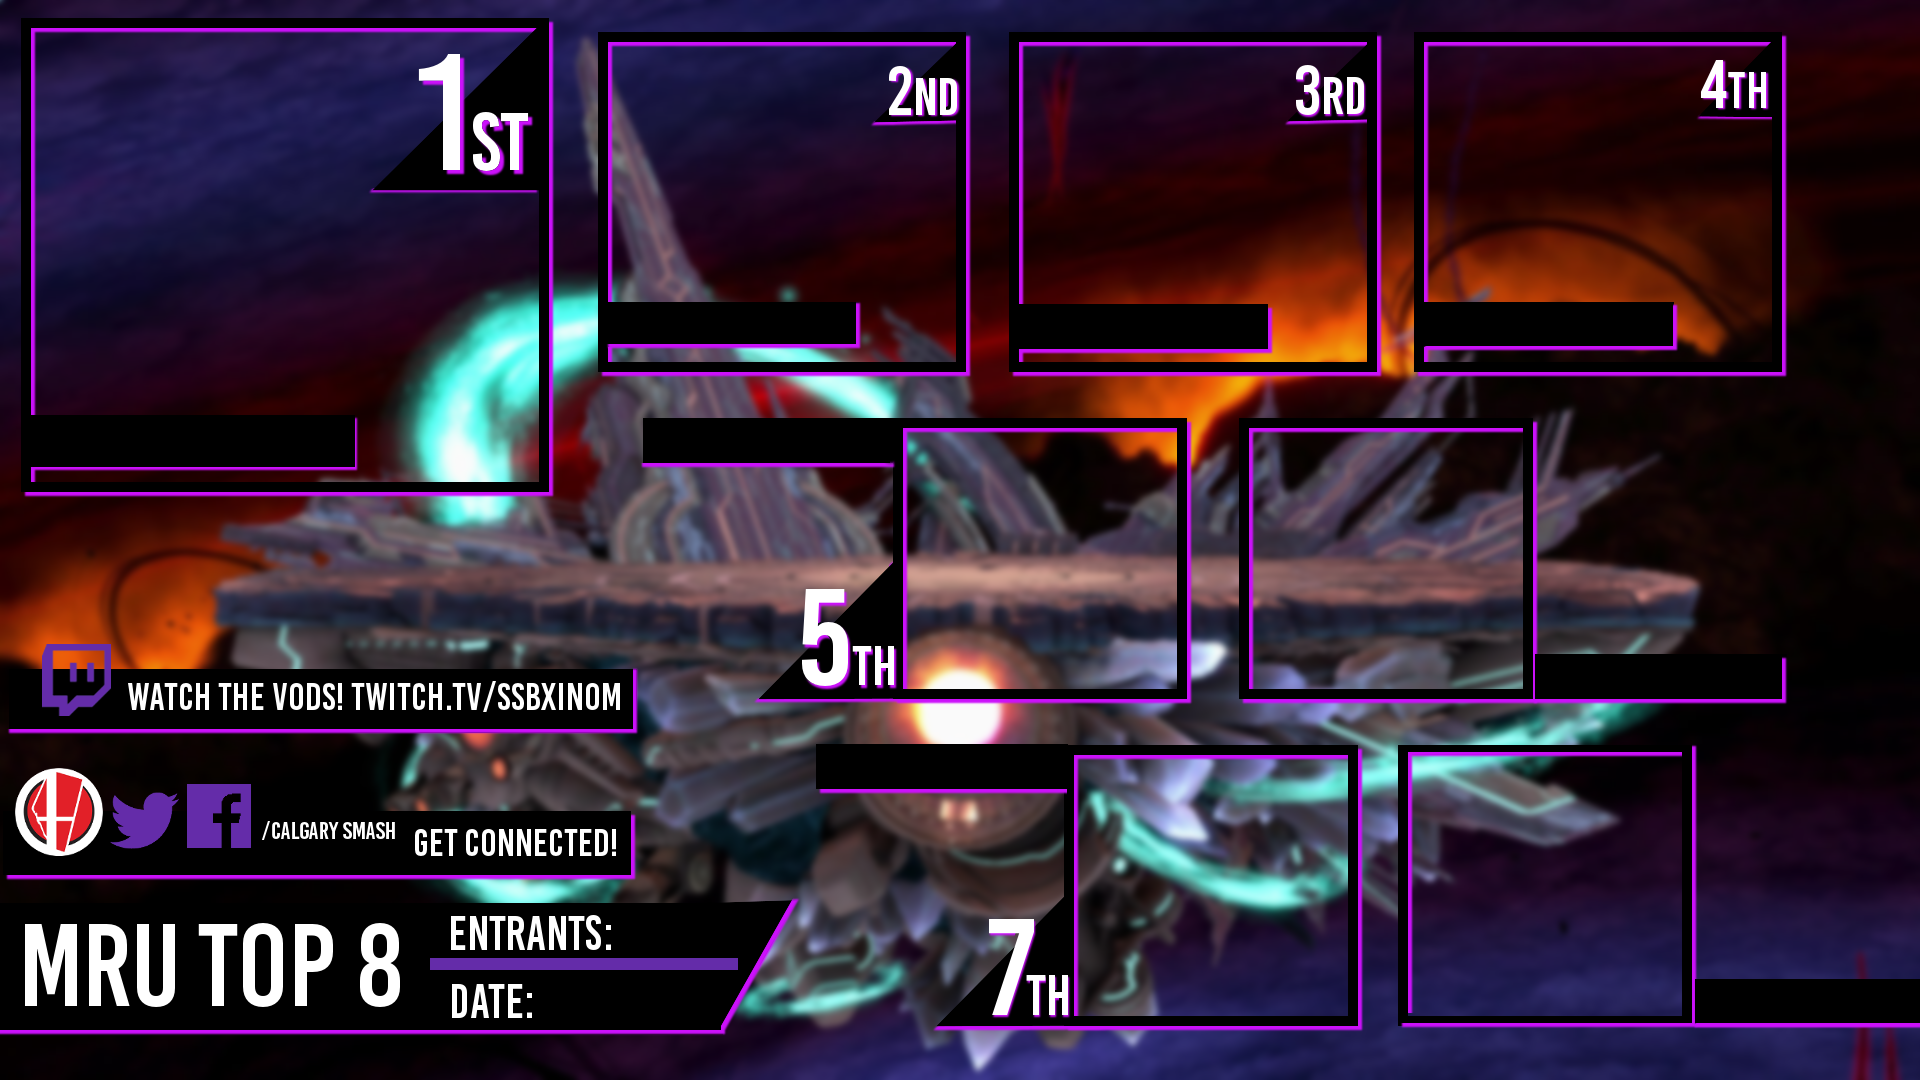 1ST
2ND
3RD
4TH
5TH
WATCH THE VODS! TWITCH.TV/SSBXINOM
/CALGARY SMASH
GET CONNECTED!
7TH
MRU TOP 8
ENTRANTS:
DATE: